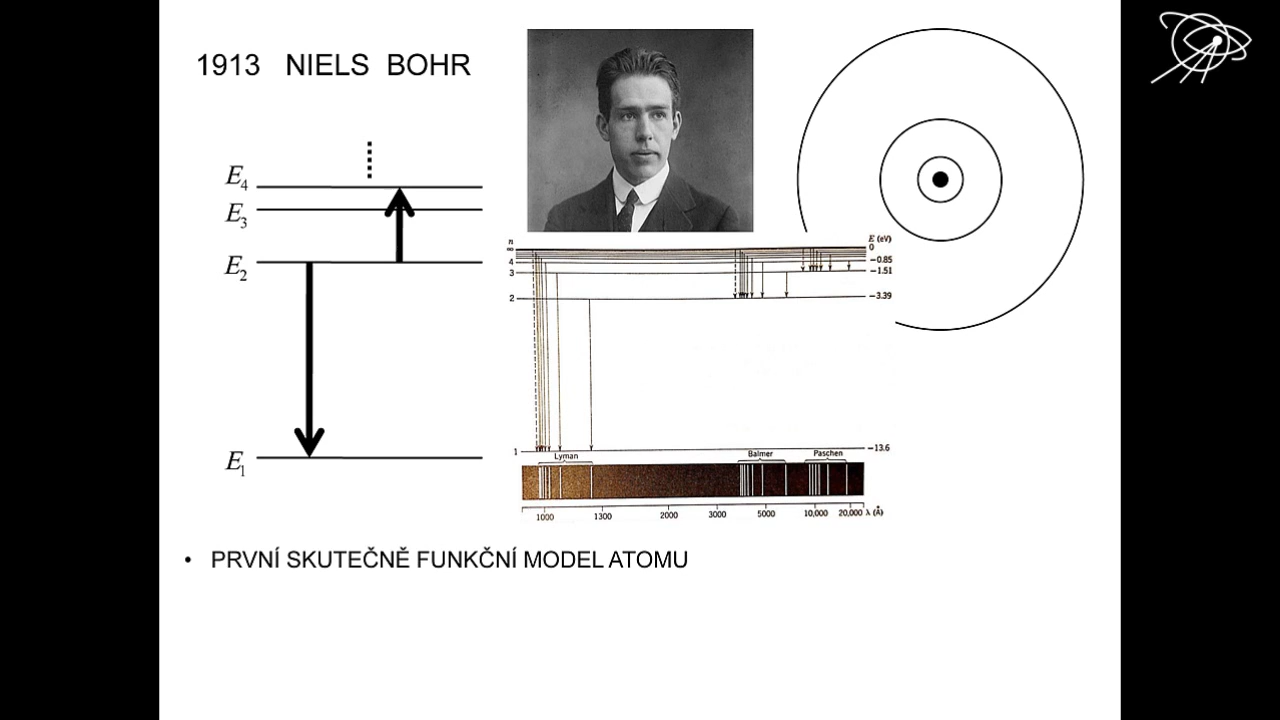 1913 NIELS BOHR
E4
E3
E2
E1
n
∞
4
3
2
1
E (eV)
0
−0.85
−1.51
−3.39
−13.6
Lyman
Balmer
Paschen
1000 1300 2000 3000 5000 10,000 20,000 λ (Å)
• PRVNÍ SKUTEČNĚ FUNKČNÍ MODEL ATOMU